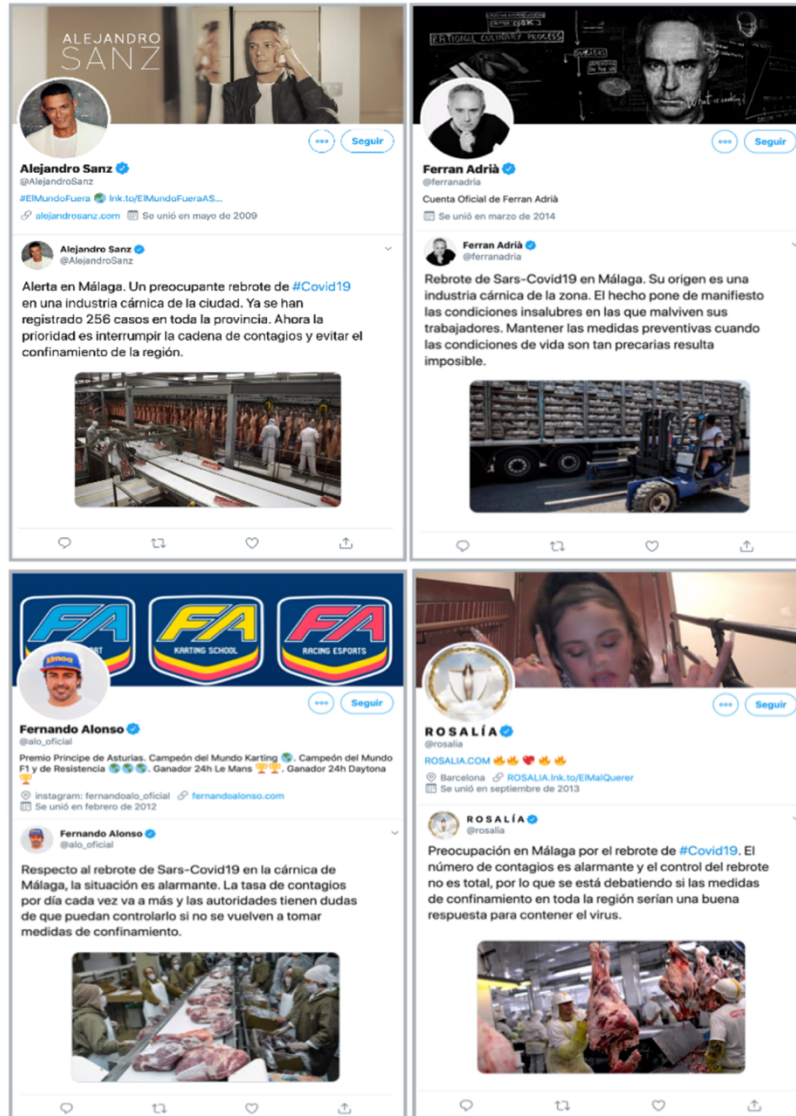 ALEJANDRO
SANZ
Seguir
Alejandro Sanz
@AlejandroSanz
#ElMundoFuera 🌎 lnk.to/ElMundoFueraAS...
alejandrosanz.com Se unió en mayo de 2009
Alejandro Sanz
@AlejandroSanz
Alerta en Málaga. Un preocupante rebrote de #Covid19
en una industria cárnica de la ciudad. Ya se han
registrado 256 casos en toda la provincia. Ahora la
prioridad es interrumpir la cadena de contagios y evitar el
confinamiento de la región.
RATIONAL CULINARY PROCESS
What is cooking?
Seguir
Ferran Adrià
@ferranadria
Cuenta Oficial de Ferran Adrià
Se unió en marzo de 2014
Ferran Adrià
@ferranadria
Rebrote de Sars-Covid19 en Málaga. Su origen es una
industria cárnica de la zona. El hecho pone de manifiesto
las condiciones insalubres en las que malviven sus
trabajadores. Mantener las medidas preventivas cuando
las condiciones de vida son tan precarias resulta
imposible.
FA FA FA
KARTING SCHOOL
RACING ESPORTS
Seguir
Fernando Alonso
@alo_oficial
Premio Principe de Asturias. Campeón del Mundo Karting 🌎. Campeón del Mundo
F1 y de Resistencia 🌎🌎🌎. Ganador 24h Le Mans 🏆🏆. Ganador 24h Daytona
🏆
instagram: fernandoalo_oficial fernandoalonso.com
Se unió en febrero de 2012
Fernando Alonso
@alo_oficial
Respecto al rebrote de Sars-Covid19 en la cárnica de
Málaga, la situación es alarmante. La tasa de contagios
por día cada vez va a más y las autoridades tienen dudas
de que puedan controlarlo si no se vuelven a tomar
medidas de confinamiento.
Seguir
ROSALÍA
@rosalia
ROSALIA.COM 🔥🔥❤️🔥🔥
Barcelona ROSALIA.lnk.to/ElMalQuerer
Se unió en septiembre de 2013
ROSALÍA
@rosalia
Preocupación en Málaga por el rebrote de #Covid19. El
número de contagios es alarmante y el control del rebrote
no es total, por lo que se está debatiendo si las medidas
de confinamiento en toda la región serían una buena
respuesta para contener el virus.